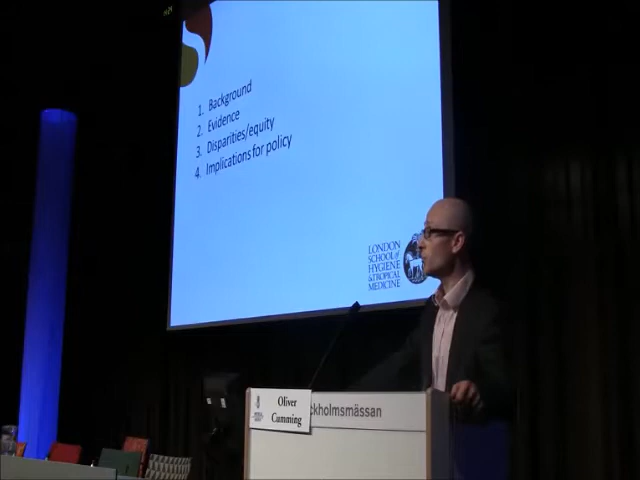 1. Background
2. Evidence
3. Disparities/equity
4. Implications for policy
LONDON
SCHOOL of
HYGIENE
& TROPICAL
MEDICINE
Oliver
Cumming
ckholmsmässan